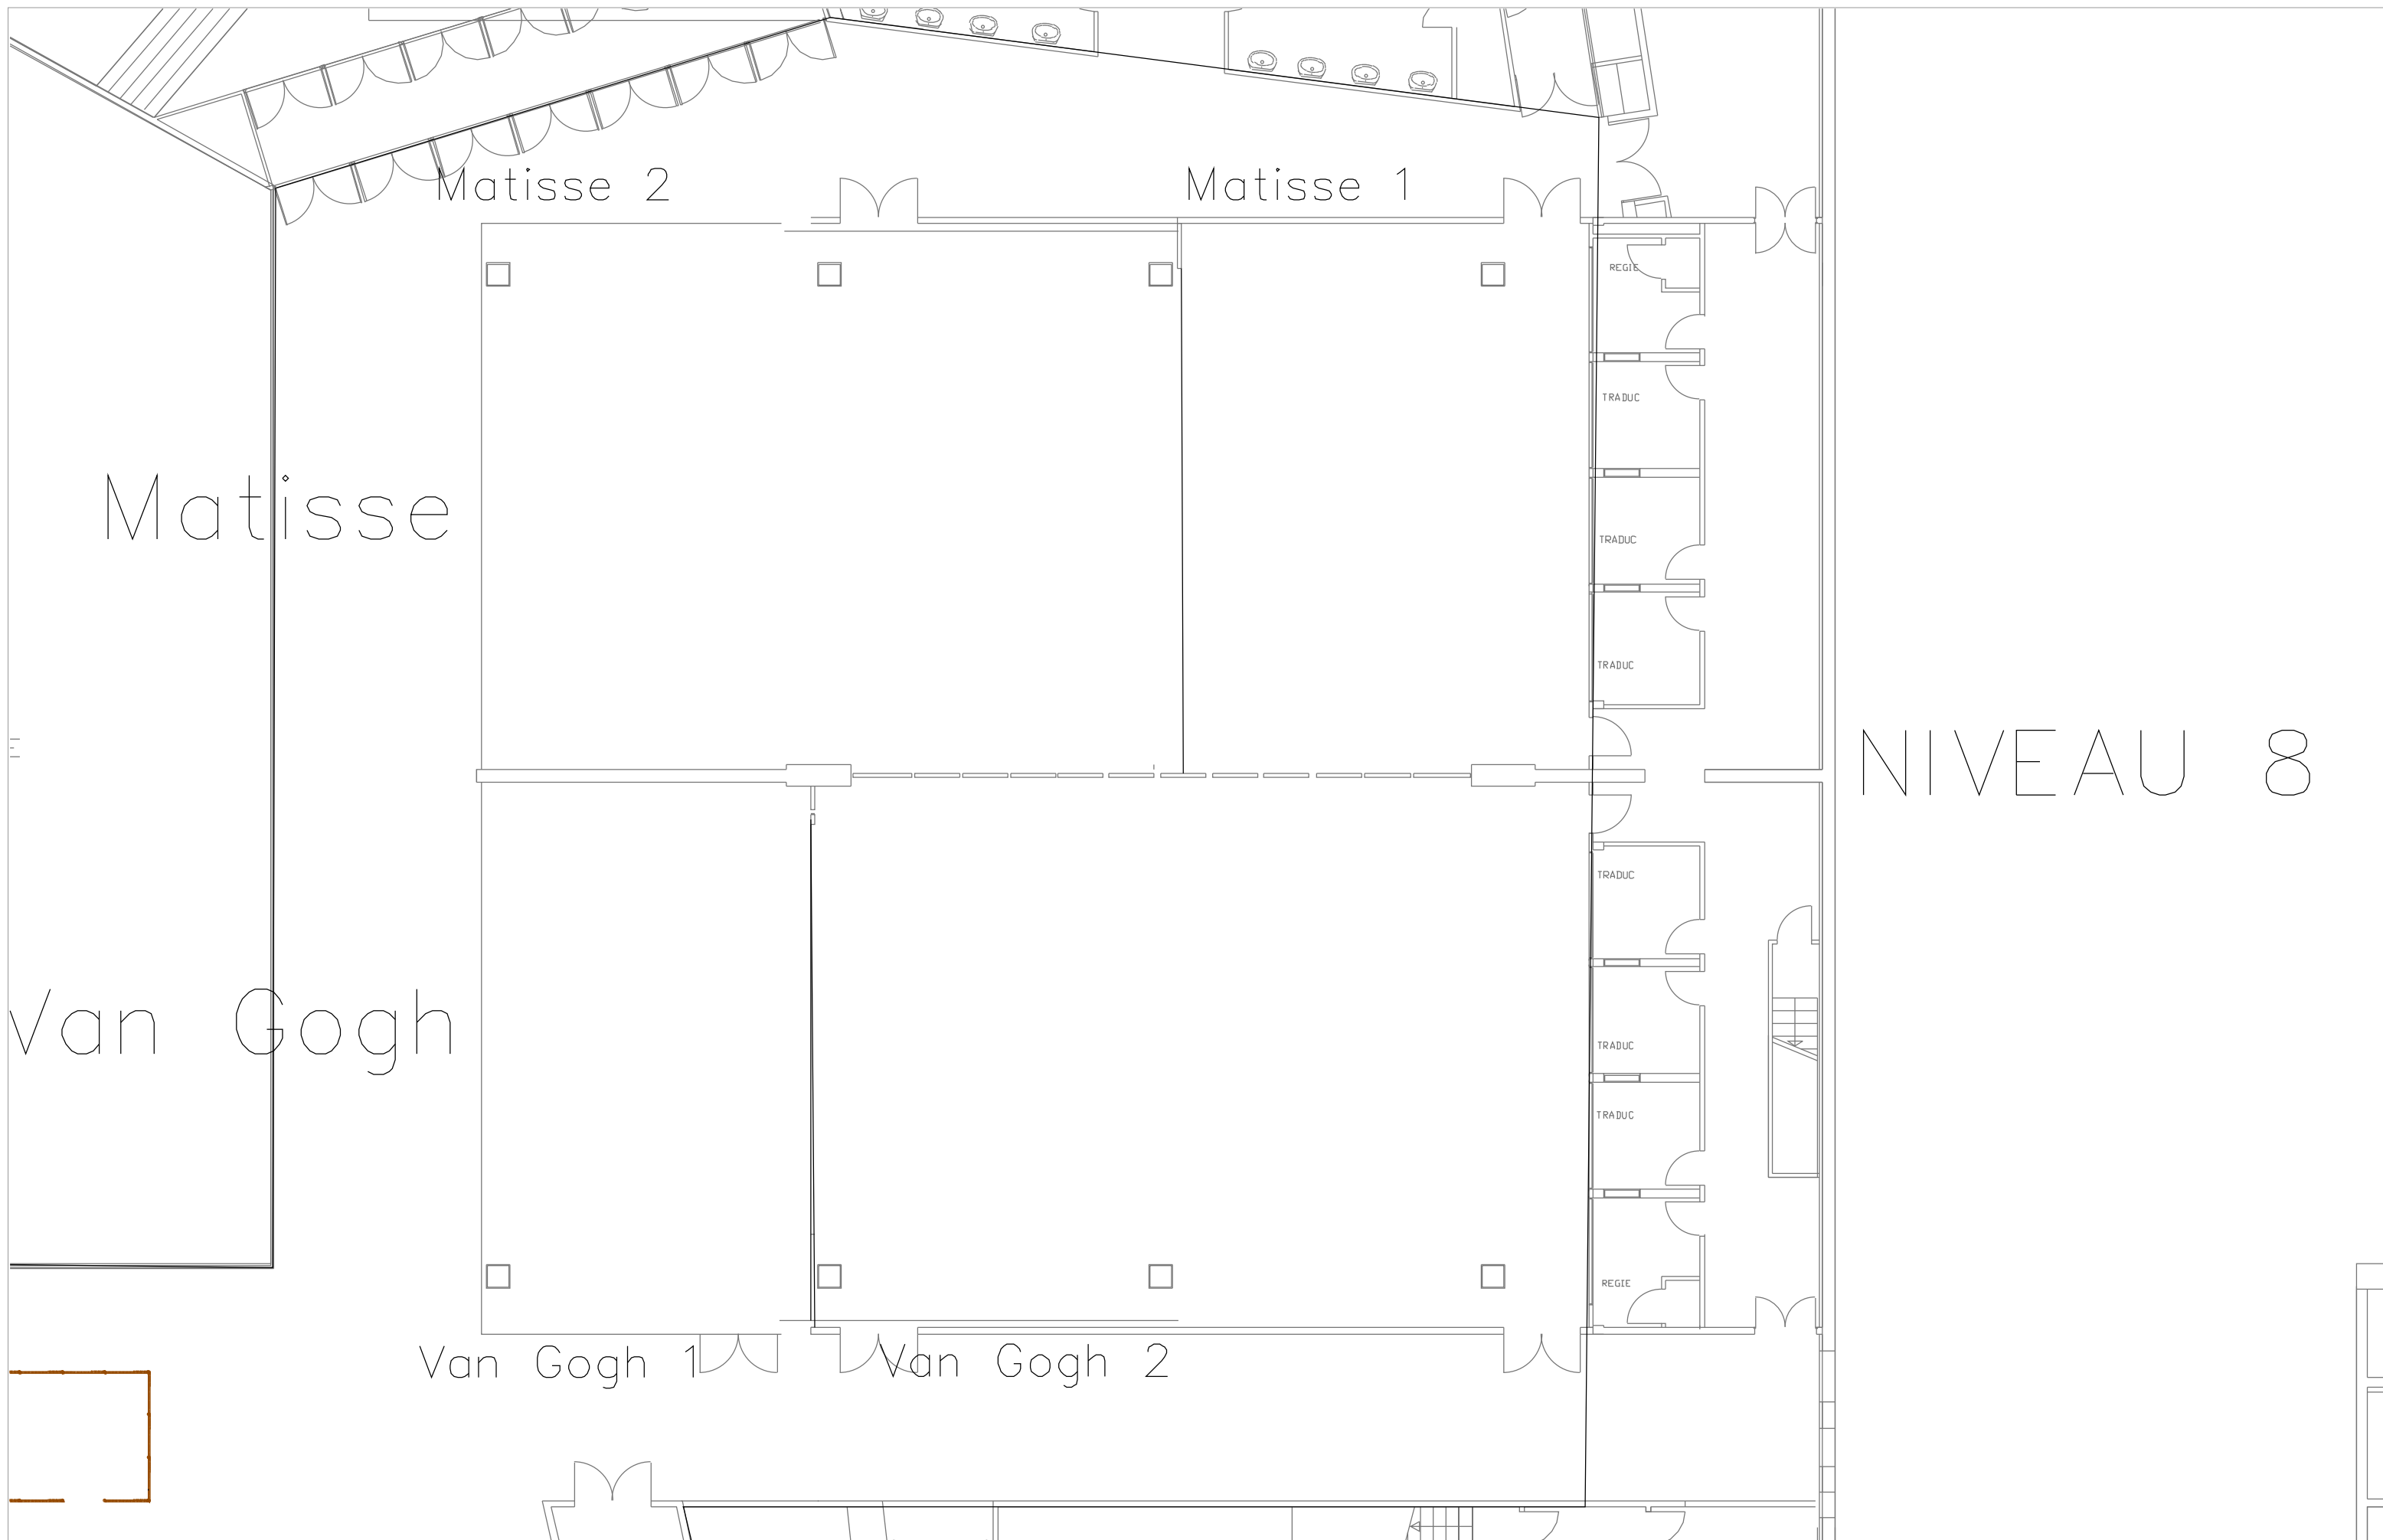 Matisse 2
Matisse 1
REGIE
TRADUC
Matisse
TRADUC
TRADUC
E
NIVEAU 8
TRADUC
Van Gogh
TRADUC
TRADUC
REGIE
Van Gogh 1
Van Gogh 2